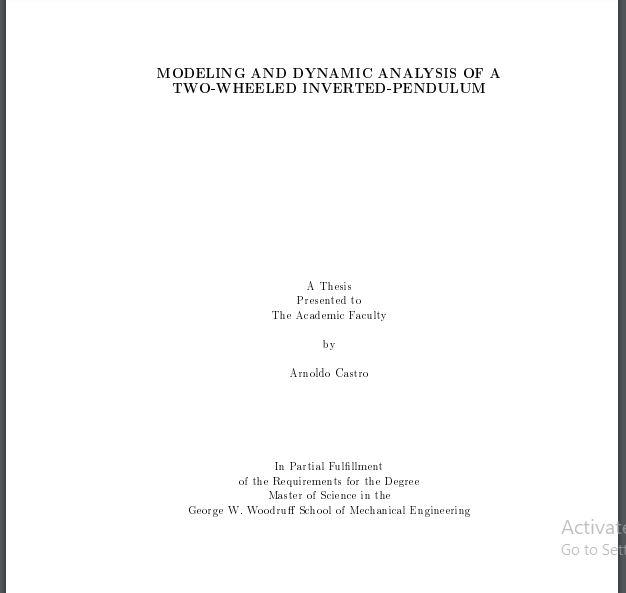 MODELING AND DYNAMIC ANALYSIS OF A
TWO-WHEELED INVERTED-PENDULUM
A Thesis
Presented to
The Academic Faculty
by
Arnoldo Castro
In Partial Fulfillment
of the Requirements for the Degree
Master of Science in the
George W. Woodruff School of Mechanical Engineering
Activate
Go to Sett